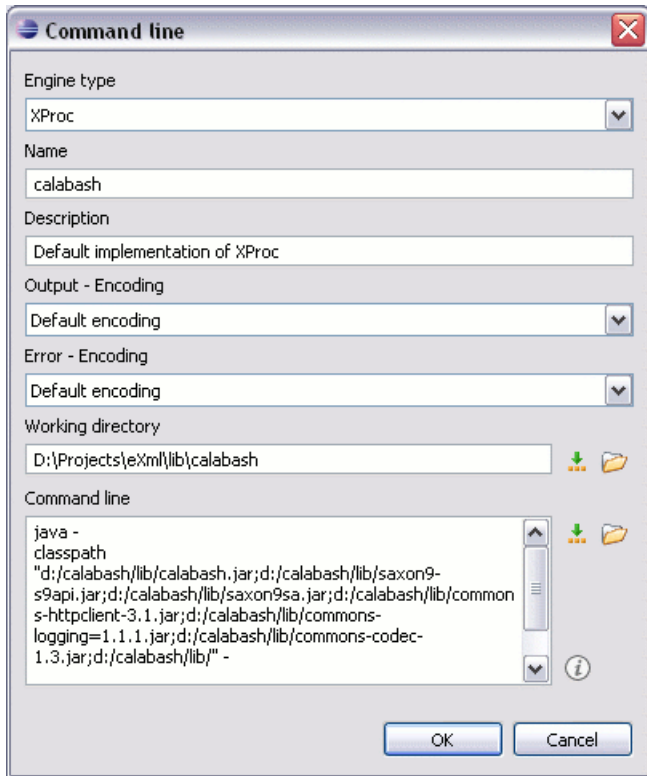 Command line
Engine type
XProc
Name
calabash
Description
Default implementation of XProc
Output - Encoding
Default encoding
Error - Encoding
Default encoding
Working directory
D:\Projects\eXml\lib\calabash
Command line
java -
classpath
"d:/calabash/lib/calabash.jar;d:/calabash/lib/saxon9-
s9api.jar;d:/calabash/lib/saxon9sa.jar;d:/calabash/lib/common
s-httpclient-3.1.jar;d:/calabash/lib/commons-
logging=1.1.1.jar;d:/calabash/lib/commons-codec-
1.3.jar;d:/calabash/lib/" -
OK Cancel